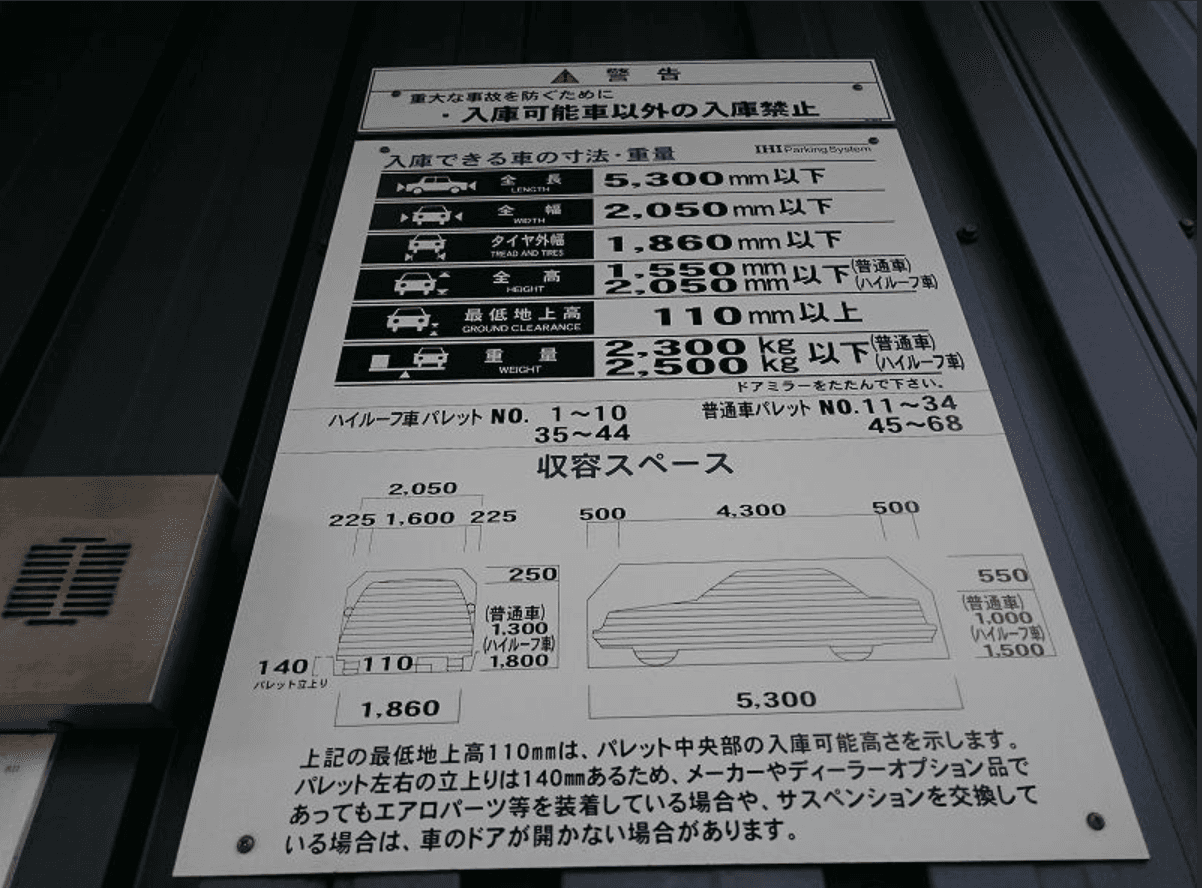 ⚠ 警告
重大な事故を防ぐために
・入庫可能車以外の入庫禁止
入庫できる車の寸法・重量 IHI Parking System
全長 LENGTH 5,300mm以下
全幅 WIDTH 2,050mm以下
タイヤ外幅 TREAD AND TIRES 1,860mm以下
全高 HEIGHT 1,550mm 2,050mm 以下 (普通車) (ハイルーフ車)
最低地上高 GROUND CLEARANCE 110mm以上
重量 WEIGHT 2,300kg 2,500kg 以下 (普通車) (ハイルーフ車)
ドアミラーをたたんで下さい。
ハイルーフ車パレット NO. 1~10
35~44
普通車パレット NO.11~34
45~68
収容スペース
2,050
225 1,600 225
250
(普通車)
1,300
(ハイルーフ車)
1,800
140 110
パレット立上り
1,860
500 4,300 500
550
(普通車)
1,000
(ハイルーフ車)
1,500
5,300
上記の最低地上高110mmは、パレット中央部の入庫可能高さを示します。
パレット左右の立上りは140mmあるため、メーカーやディーラーオプション品で
あってもエアロパーツ等を装着している場合や、サスペンションを交換して
いる場合は、車のドアが開かない場合があります。